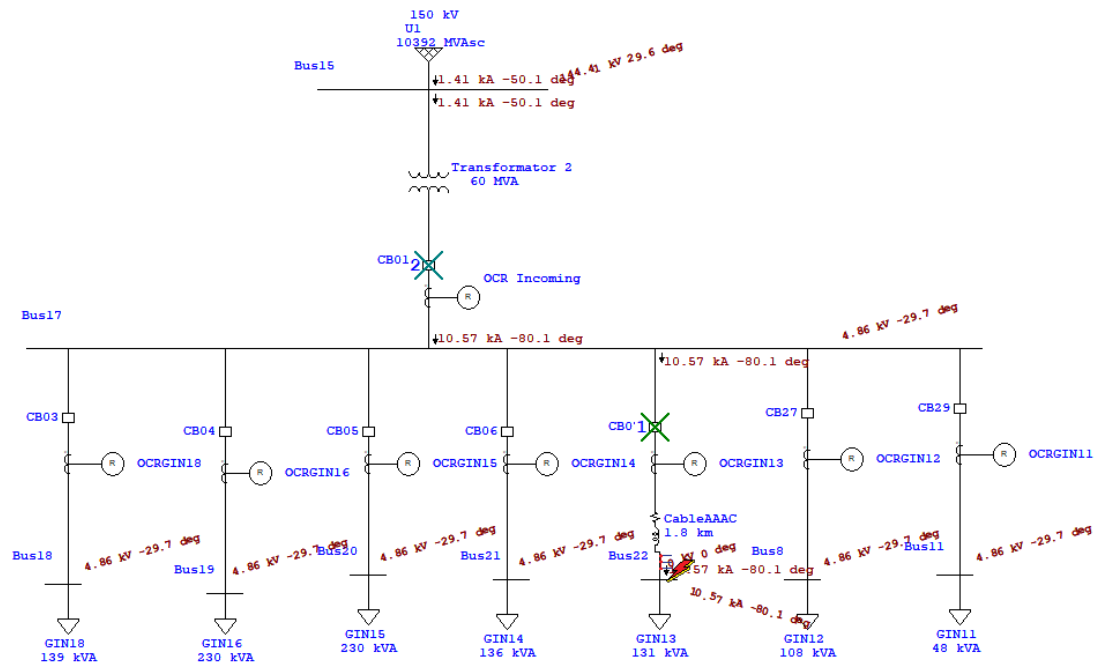 150 kV
U1
10392 MVAsc
144.41 kV 29.6 deg
Bus15
1.41 kA -50.1 deg
1.41 kA -50.1 deg
Transformator 2
60 MVA
CB01
2
OCR Incoming
R
Bus17
4.86 kV -29.7 deg
10.57 kA -80.1 deg
10.57 kA -80.1 deg
CB03
CB04
CB05
CB06
CB0
1
CB27
CB29
R
OCRGIN18
R
OCRGIN16
R
OCRGIN15
R
OCRGIN14
R
OCRGIN13
R
OCRGIN12
R
OCRGIN11
CableAAAC
1.8 km
Bus18
4.86 kV -29.7 deg
Bus19
4.86 kV -29.7 deg
Bus20
4.86 kV -29.7 deg
Bus21
4.86 kV -29.7 deg
Bus22
kV 0 deg
.57 kA -80.1 deg
10.57 kA -80.1 deg
Bus8
4.86 kV -29.7 deg
Bus11
4.86 kV -29.7 deg
GIN18
139 kVA
GIN16
230 kVA
GIN15
230 kVA
GIN14
136 kVA
GIN13
131 kVA
GIN12
108 kVA
GIN11
48 kVA